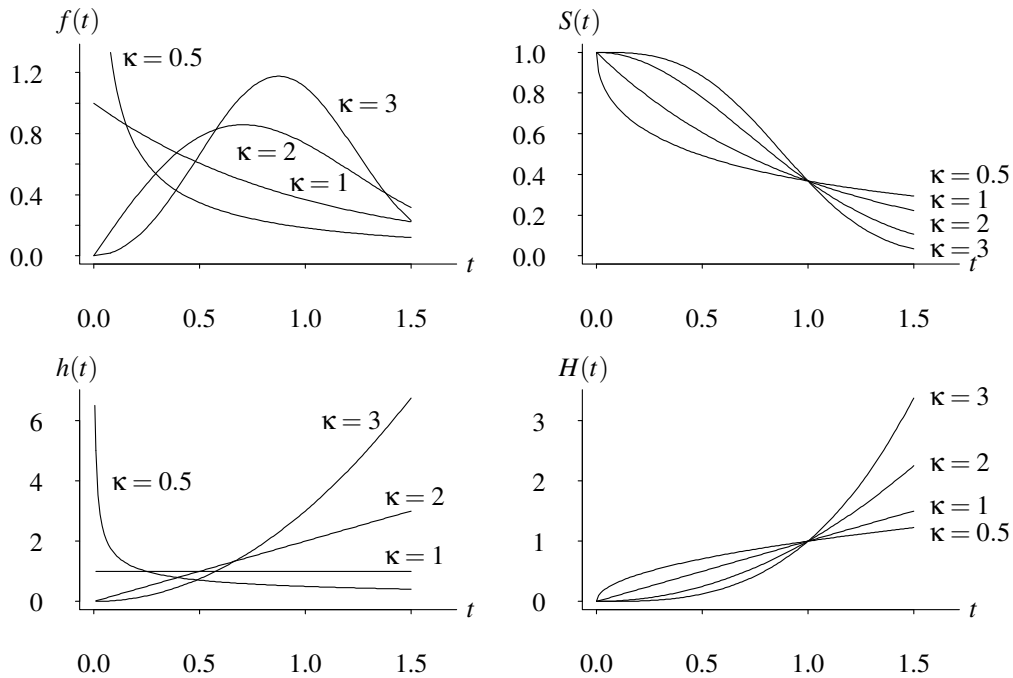 f(t)
1.2
0.8
0.4
0.0
κ = 0.5
κ = 3
κ = 2
κ = 1
t
0.0 0.5 1.0 1.5
S(t)
1.0
0.8
0.6
0.4
0.2
0.0
κ = 0.5
κ = 1
κ = 2
κ = 3
t
0.0 0.5 1.0 1.5
h(t)
6
4
2
0
κ = 3
κ = 0.5
κ = 2
κ = 1
t
0.0 0.5 1.0 1.5
H(t)
3
2
1
0
κ = 3
κ = 2
κ = 1
κ = 0.5
t
0.0 0.5 1.0 1.5